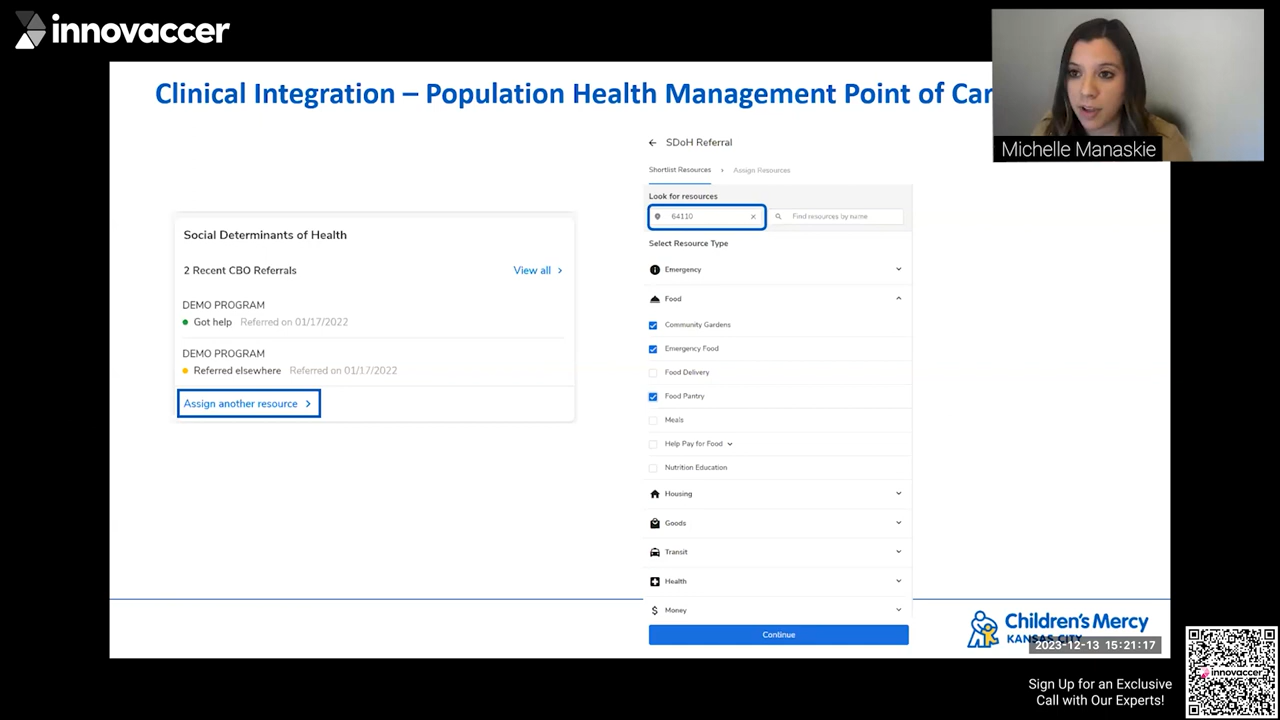 innovaccer
Clinical Integration – Population Health Management Point of Car
Michelle Manaskie
Social Determinants of Health
2 Recent CBO Referrals
View all >
DEMO PROGRAM
Got help Referred on 01/17/2022
DEMO PROGRAM
Referred elsewhere Referred on 01/17/2022
Assign another resource >
SDoH Referral
Shortlist Resources > Assign Resources
Look for resources
64110
Find resources by name
Select Resource Type
Emergency
Food
Community Gardens
Emergency Food
Food Delivery
Food Pantry
Meals
Help Pay for Food
Nutrition Education
Housing
Goods
Transit
Health
Money
Continue
Children's Mercy
KANSAS CITY
2023-12-13 15:21:17
innovaccer
Sign Up for an Exclusive
Call with Our Experts!